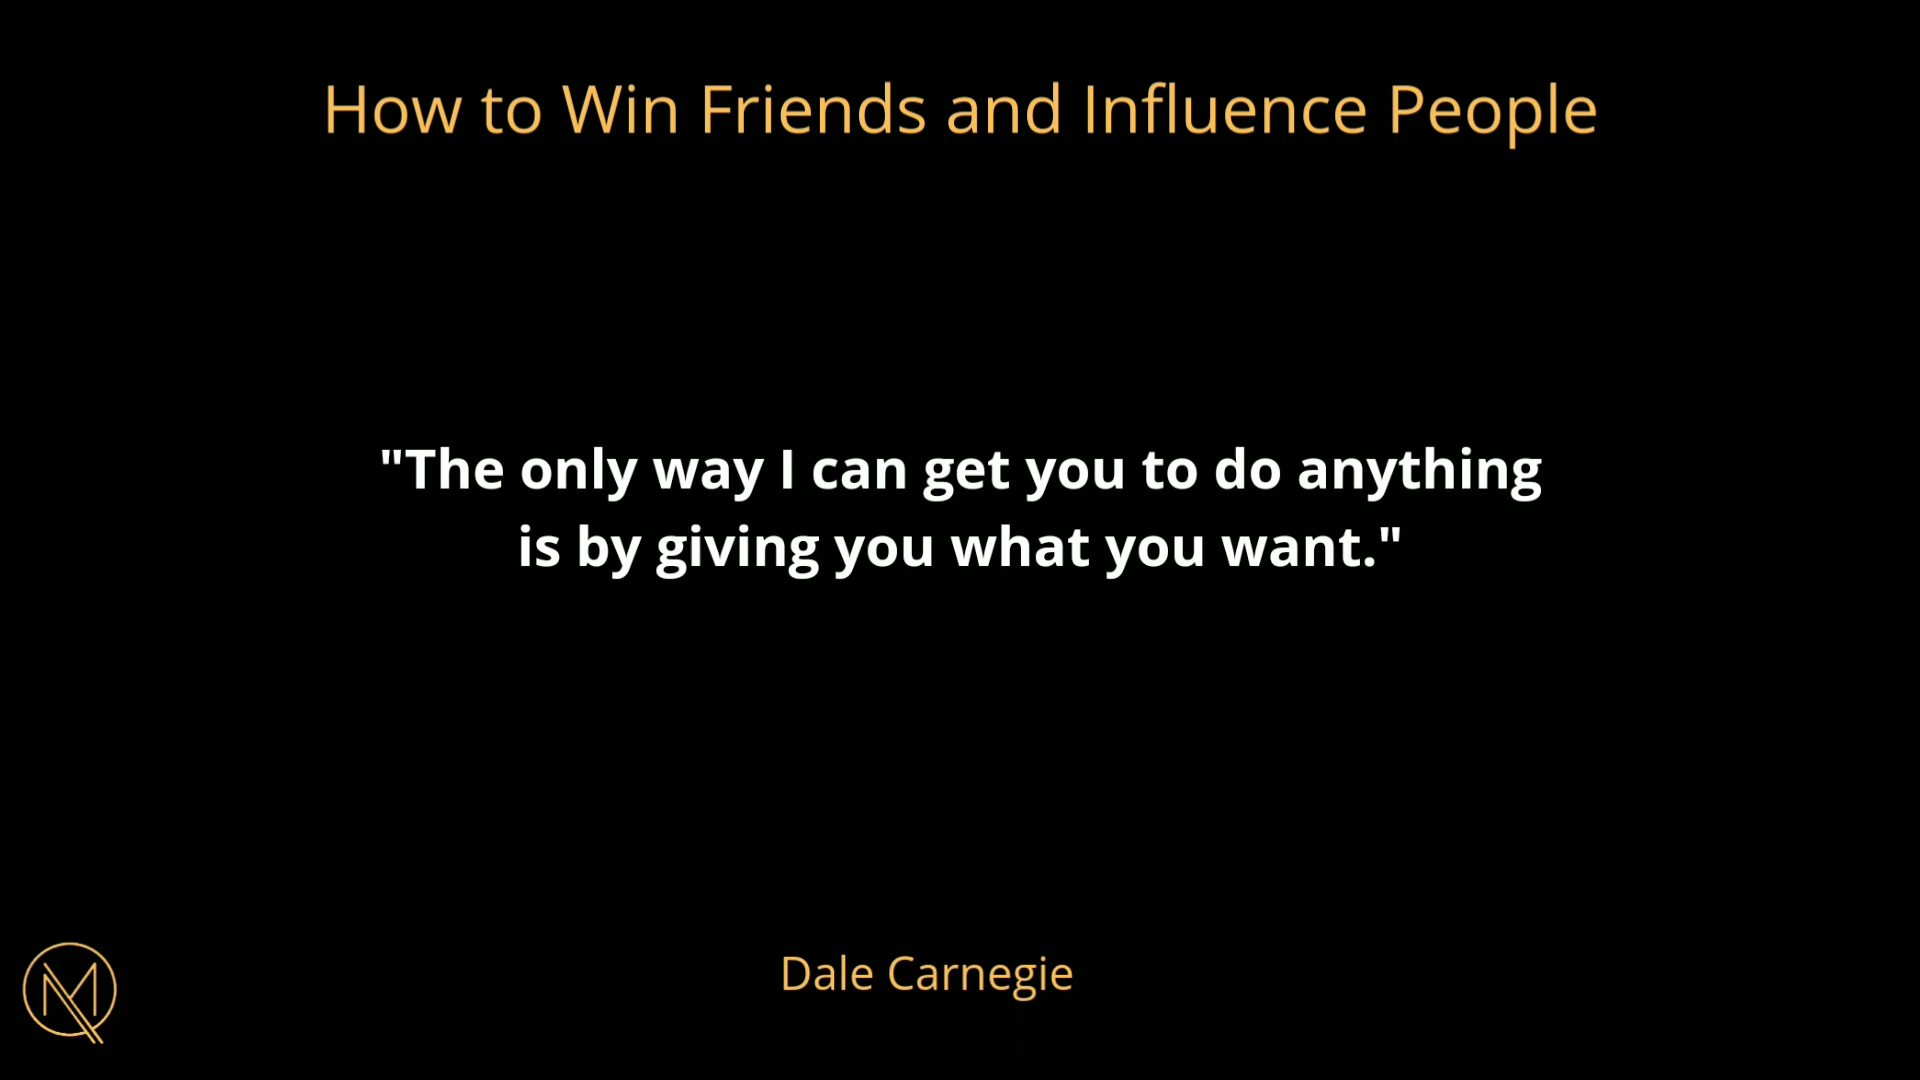 How to Win Friends and Influence People
"The only way I can get you to do anything
is by giving you what you want."
Dale Carnegie